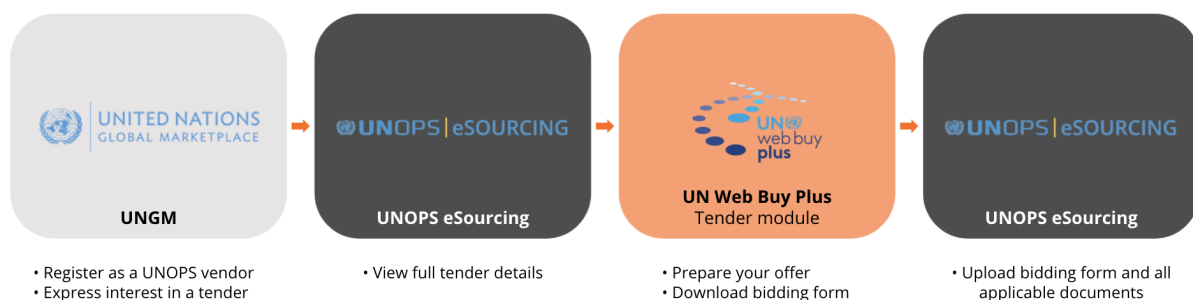 UNITED NATIONS
GLOBAL MARKETPLACE
UNGM
• Register as a UNOPS vendor
• Express interest in a tender
UNOPS | eSOURCING
UNOPS eSourcing
• View full tender details
UN
web buy
plus
UN Web Buy Plus
Tender module
• Prepare your offer
• Download bidding form
UNOPS | eSOURCING
UNOPS eSourcing
• Upload bidding form and all
applicable documents